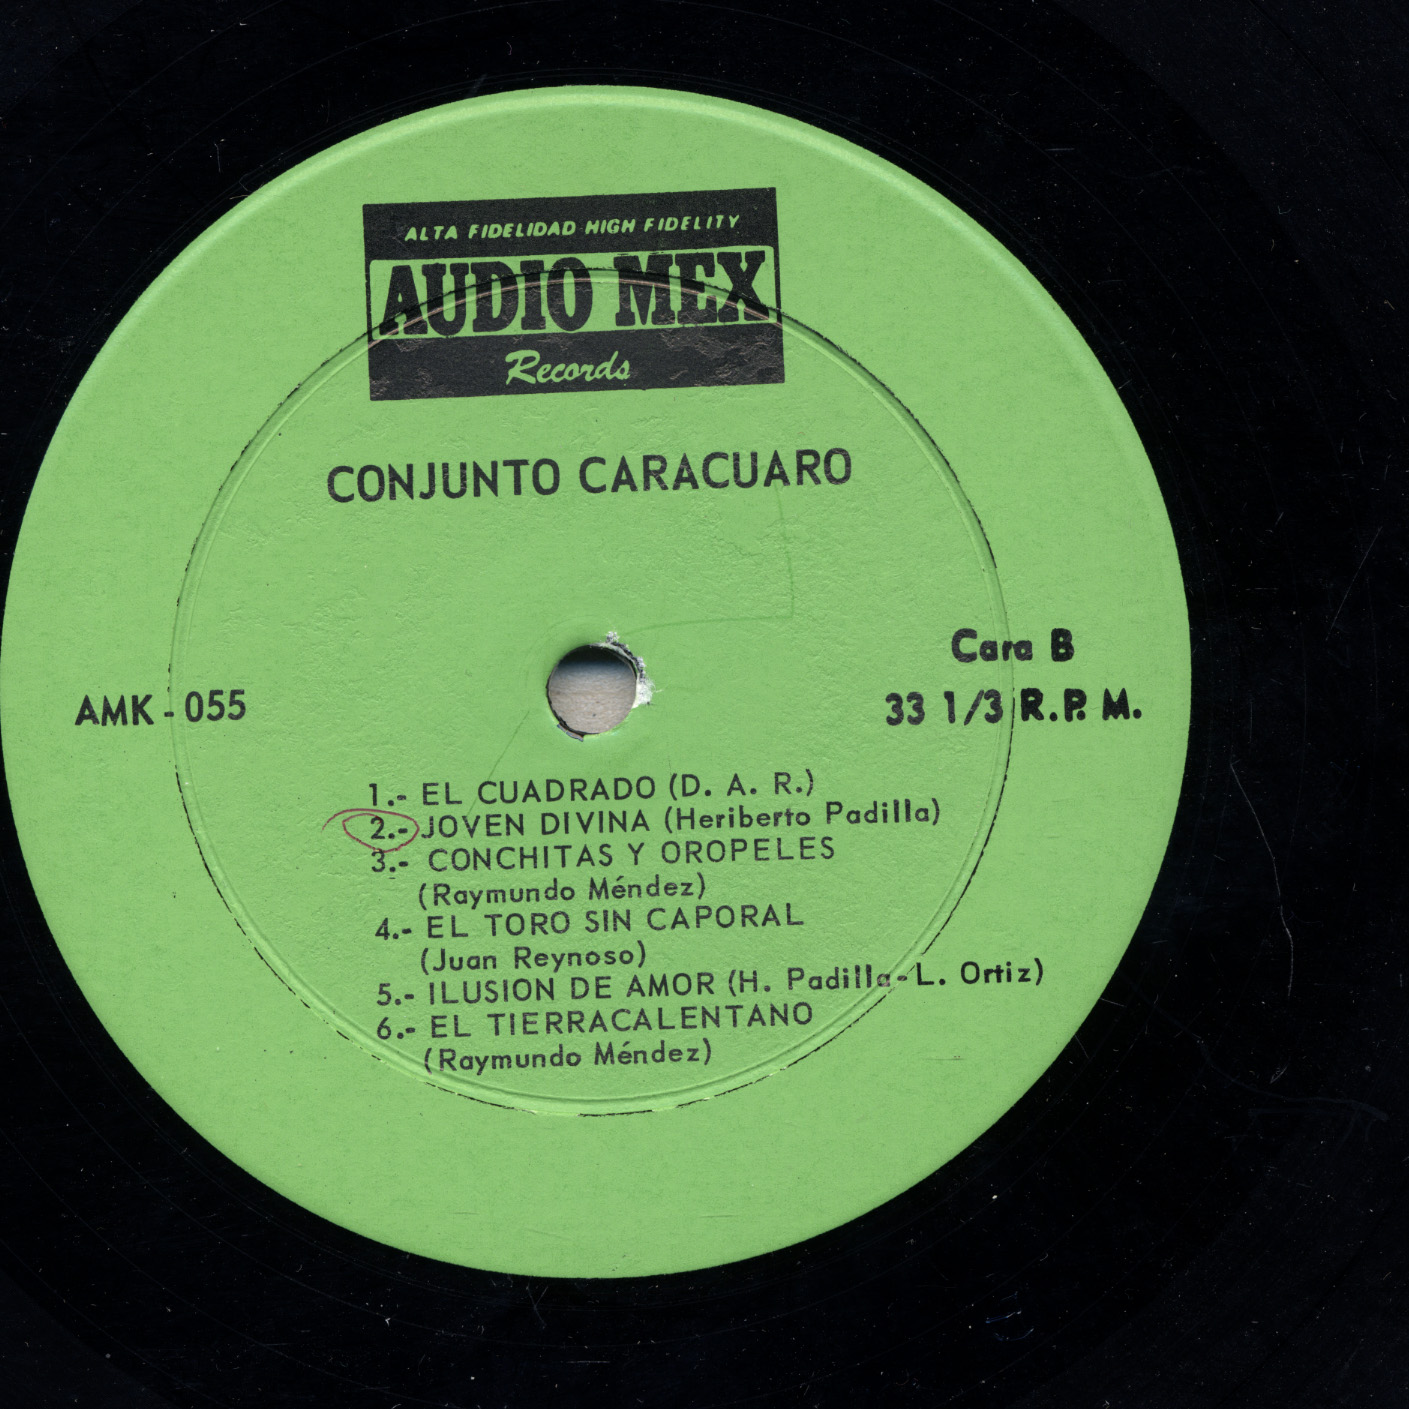 ALTA FIDELIDAD HIGH FIDELITY
AUDIO MEX
Records
CONJUNTO CARACUARO
Cara B
AMK - 055
33 1/3 R.P. M.
1.- EL CUADRADO (D. A. R.)
2.- JOVEN DIVINA (Heriberto Padilla)
3.- CONCHITAS Y OROPELES
(Raymundo Méndez)
4.- EL TORO SIN CAPORAL
(Juan Reynoso)
5.- ILUSION DE AMOR (H. Padilla-L. Ortiz)
6.- EL TIERRACALENTANO
(Raymundo Méndez)